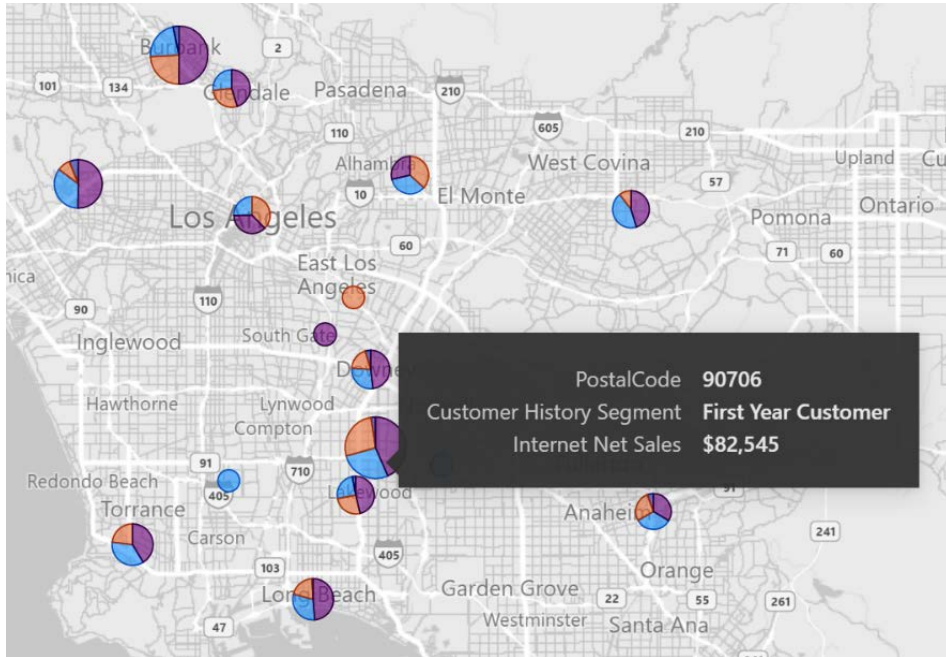 Burbank
2
101
134
Glendale
Pasadena
210
110
605
210
Alhambra
West Covina
Upland
Cu
10
El Monte
57
Ontario
Los Angeles
Pomona
60
71
60
East Los
Angeles
nica
110
90
South Gate
Inglewood
Downey
PostalCode 90706
Customer History Segment First Year Customer
Internet Net Sales $82,545
Hawthorne
Lynwood
Compton
91
710
Redondo Beach
405
Lakewood
91
Torrance
Anaheim
241
Carson
405
103
Orange
Long Beach
Garden Grove
22
55
261
47
Westminster
Santa Ana